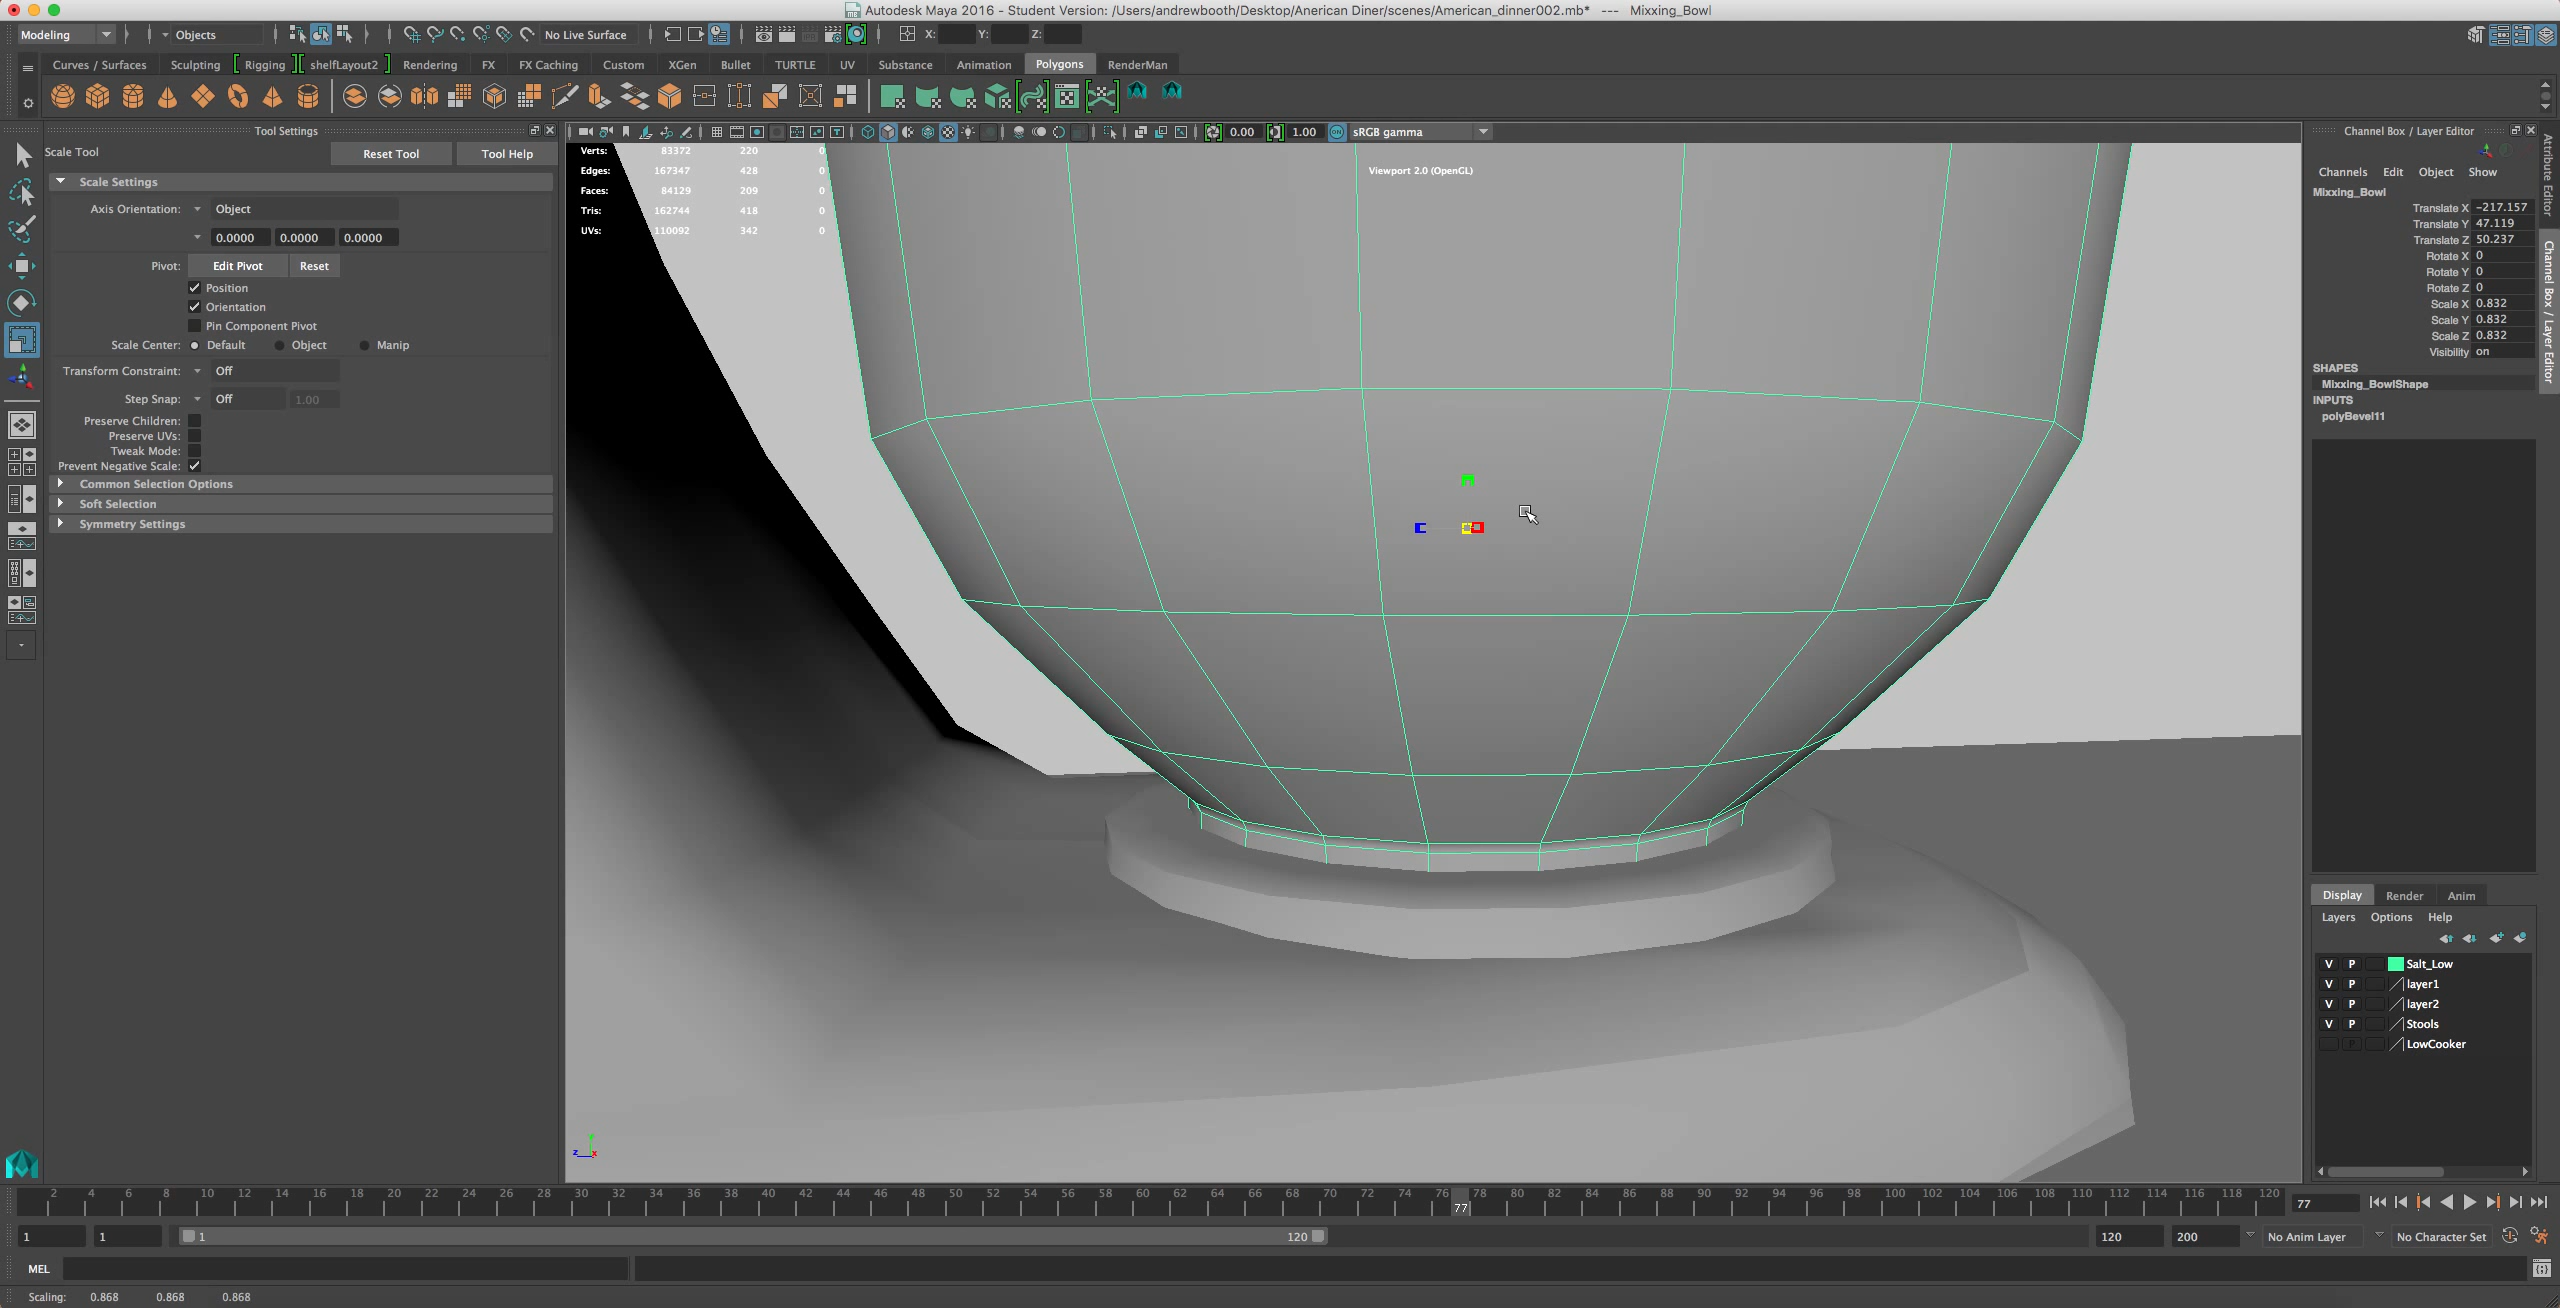 Autodesk Maya 2016 - Student Version: /Users/andrewbooth/Desktop/Anerican Diner/scenes/American_dinner002.mb* --- Mixxing_Bowl
Modeling Objects No Live Surface X: Y: Z:
Curves / Surfaces Sculpting Rigging shelfLayout2 Rendering FX FX Caching Custom XGen Bullet TURTLE UV Substance Animation Polygons RenderMan
Tool Settings
Scale Tool Reset Tool Tool Help
Scale Settings
Axis Orientation: Object
0.0000 0.0000 0.0000
Pivot: Edit Pivot Reset
Position
Orientation
Pin Component Pivot
Scale Center: Default Object Manip
Transform Constraint: Off
Step Snap: Off 1.00
Preserve Children:
Preserve UVs:
Tweak Mode:
Prevent Negative Scale:
Common Selection Options
Soft Selection
Symmetry Settings
0.00 1.00 ON sRGB gamma
Verts: 83372 220 0
Edges: 167347 428 0
Faces: 84129 209 0
Tris: 162744 418 0
UVs: 110092 342 0
Viewport 2.0 (OpenGL)
Y
Z X
Channel Box / Layer Editor
Channels Edit Object Show
Mixxing_Bowl
Translate X -217.157
Translate Y 47.119
Translate Z 50.237
Rotate X 0
Rotate Y 0
Rotate Z 0
Scale X 0.832
Scale Y 0.832
Scale Z 0.832
Visibility on
SHAPES
Mixxing_BowlShape
INPUTS
polyBevel11
Attribute Editor
Channel Box / Layer Editor
Display Render Anim
Layers Options Help
V P Salt_Low
V P layer1
V P layer2
V P Stools
P LowCooker
2 4 6 8 10 12 14 16 18 20 22 24 26 28 30 32 34 36 38 40 42 44 46 48 50 52 54 56 58 60 62 64 66 68 70 72 74 76 78 80 82 84 86 88 90 92 94 96 98 100 102 104 106 108 110 112 114 116 118 120
77 77
1 1 1 120 120 200 No Anim Layer No Character Set
MEL
Scaling: 0.868 0.868 0.868